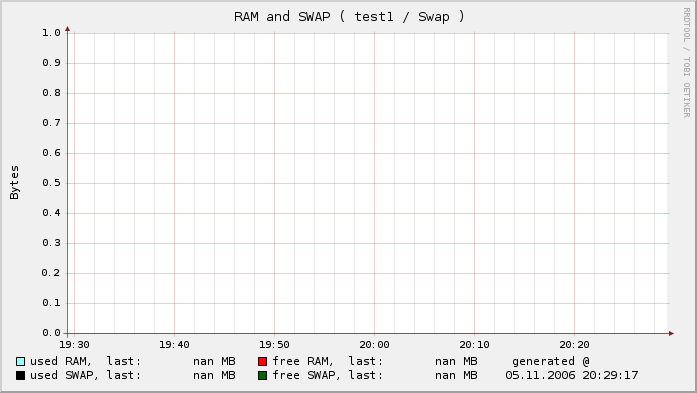 RAM and SWAP ( test1 / Swap )
RRDTOOL / TOBI OETIKER
Bytes
1.0
0.9
0.8
0.7
0.6
0.5
0.4
0.3
0.2
0.1
0.0
19:30 19:40 19:50 20:00 20:10 20:20
used RAM, last: nan MB free RAM, last: nan MB generated @
used SWAP, last: nan MB free SWAP, last: nan MB 05.11.2006 20:29:17